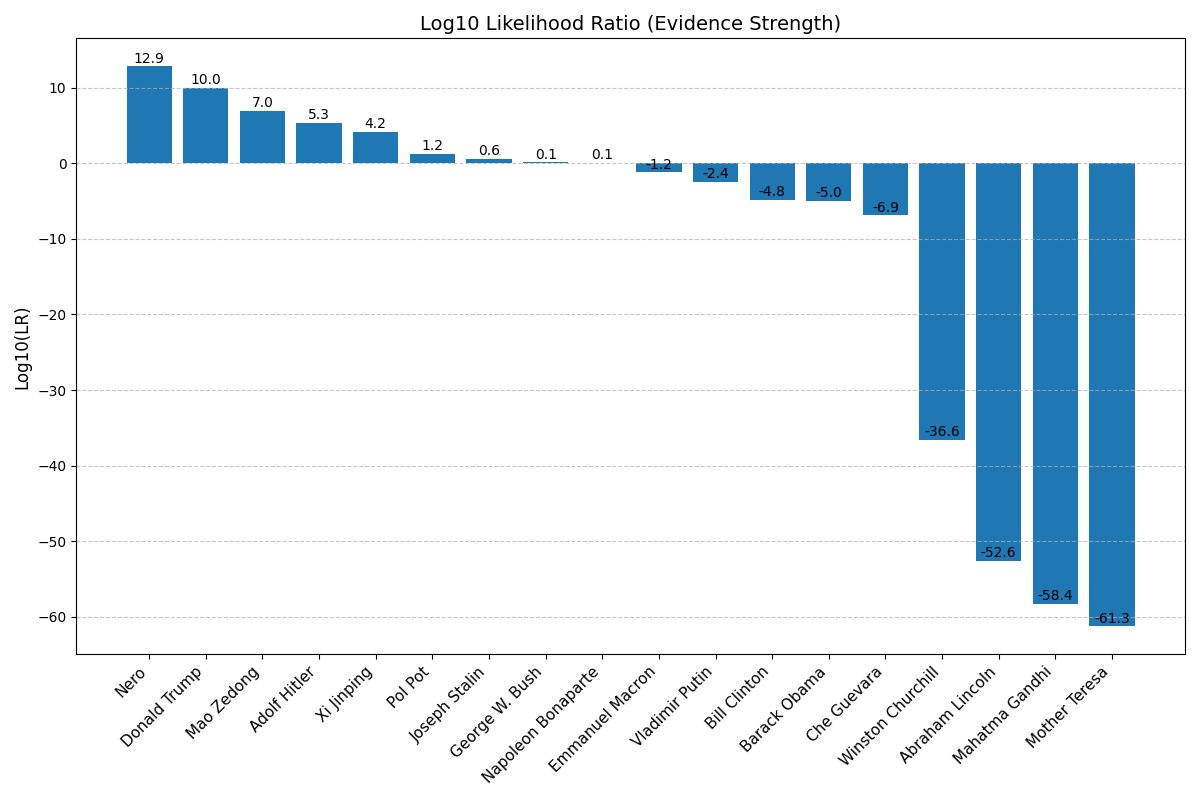 Log10 Likelihood Ratio (Evidence Strength)
Log10(LR)
10
0
−10
−20
−30
−40
−50
−60
12.9
10.0
7.0
5.3
4.2
1.2
0.6
0.1
0.1
-1.2
-2.4
-4.8
-5.0
-6.9
-36.6
-52.6
-58.4
-61.3
Nero
Donald Trump
Mao Zedong
Adolf Hitler
Xi Jinping
Pol Pot
Joseph Stalin
George W. Bush
Napoleon Bonaparte
Emmanuel Macron
Vladimir Putin
Bill Clinton
Barack Obama
Che Guevara
Winston Churchill
Abraham Lincoln
Mahatma Gandhi
Mother Teresa